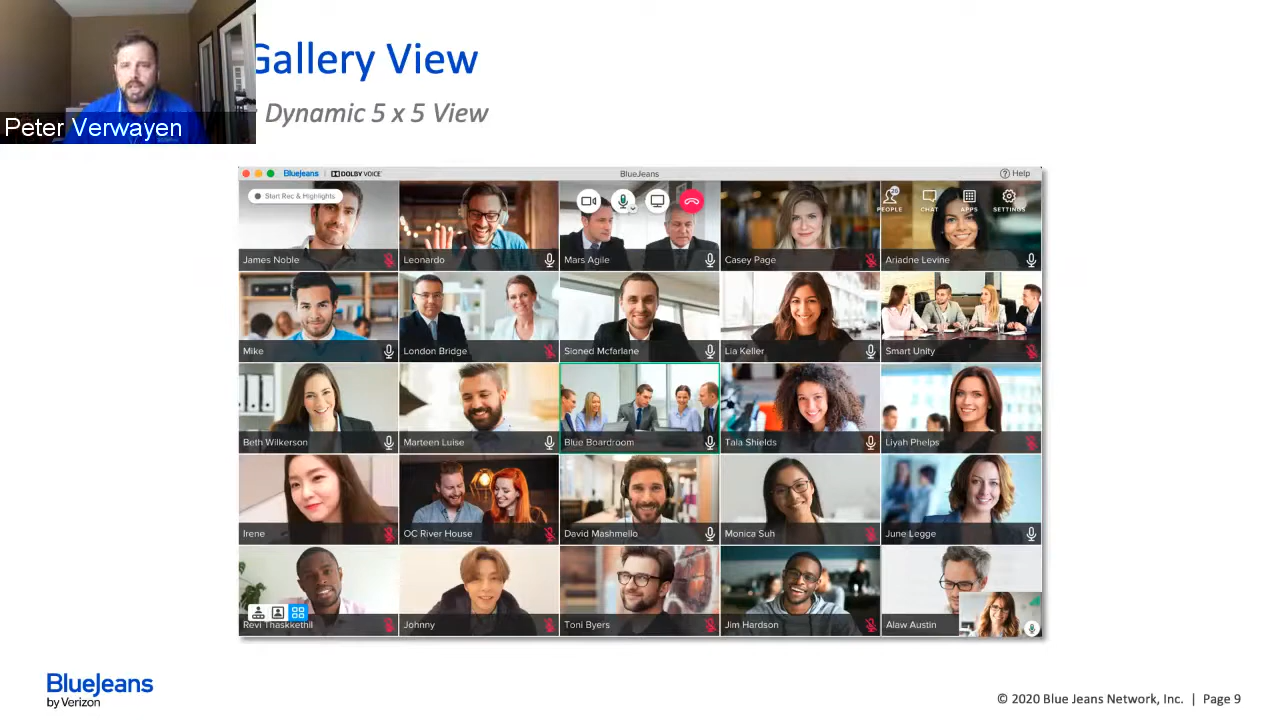 Gallery View
Dynamic 5 x 5 View
Peter Verwayen
BlueJeans | DOLBY VOICE
BlueJeans
Help
Start Rec & Highlights
26
PEOPLE
CHAT
APPS
SETTINGS
James Noble
Leonardo
Mars Agile
Casey Page
Ariadne Levine
Mike
London Bridge
Sioned Mcfarlane
Lia Keller
Smart Unity
Beth Wilkerson
Marteen Luise
Blue Boardroom
Tala Shields
Liyah Phelps
Irene
OC River House
David Mashmello
Monica Suh
June Legge
Revi Thaskkethil
Johnny
Toni Byers
Jim Hardson
Alaw Austin
BlueJeans
by Verizon
© 2020 Blue Jeans Network, Inc. | Page 9